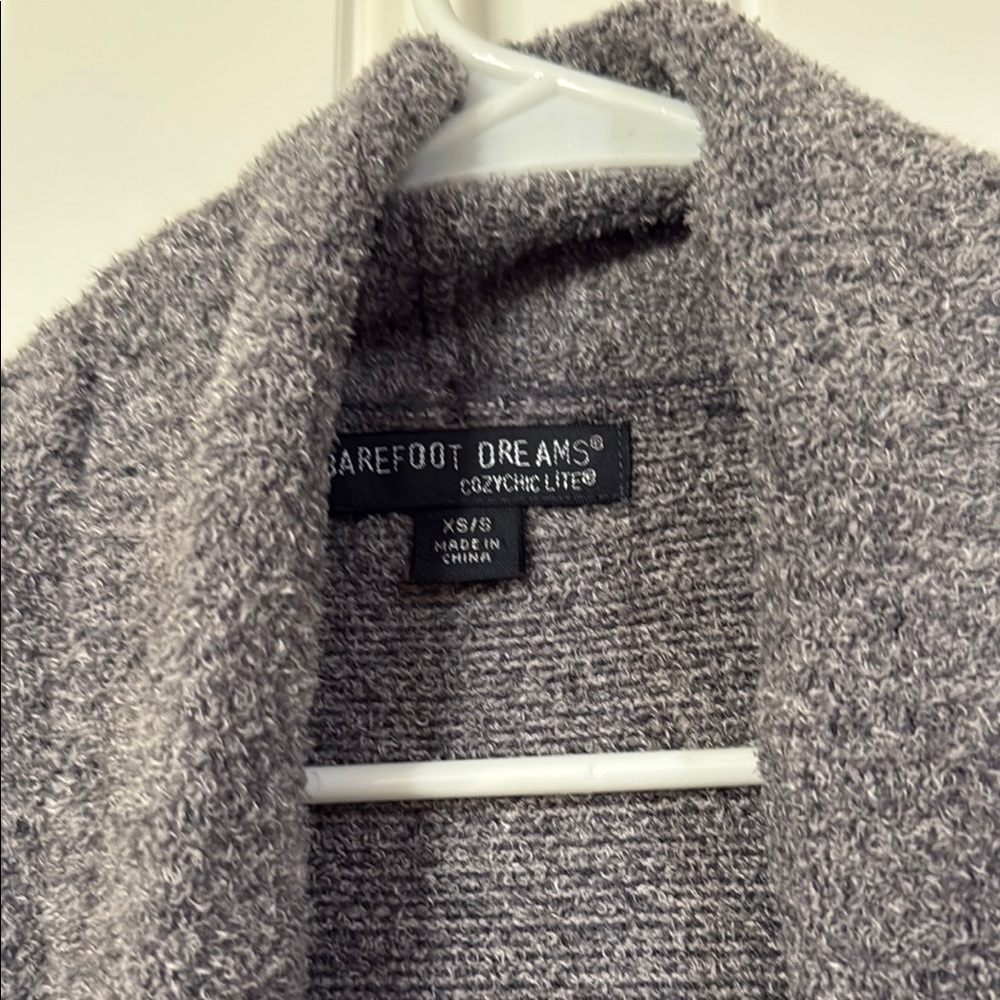 BAREFOOT DREAMS®
COZYCHIC LITE®
XS/S
MADE IN
CHINA